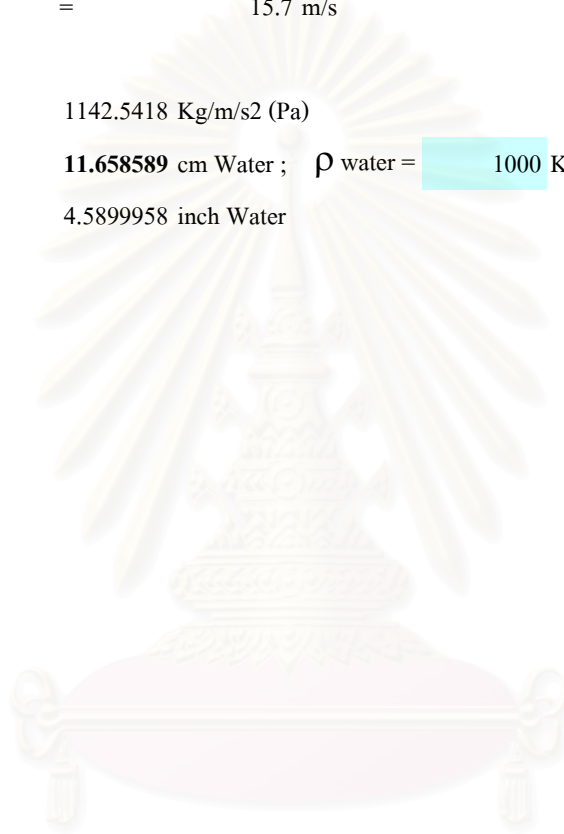 = 15.7 m/s
1142.5418 Kg/m/s2 (Pa)
11.658589 cm Water ; ρ water = 1000 K
4.5899958 inch Water